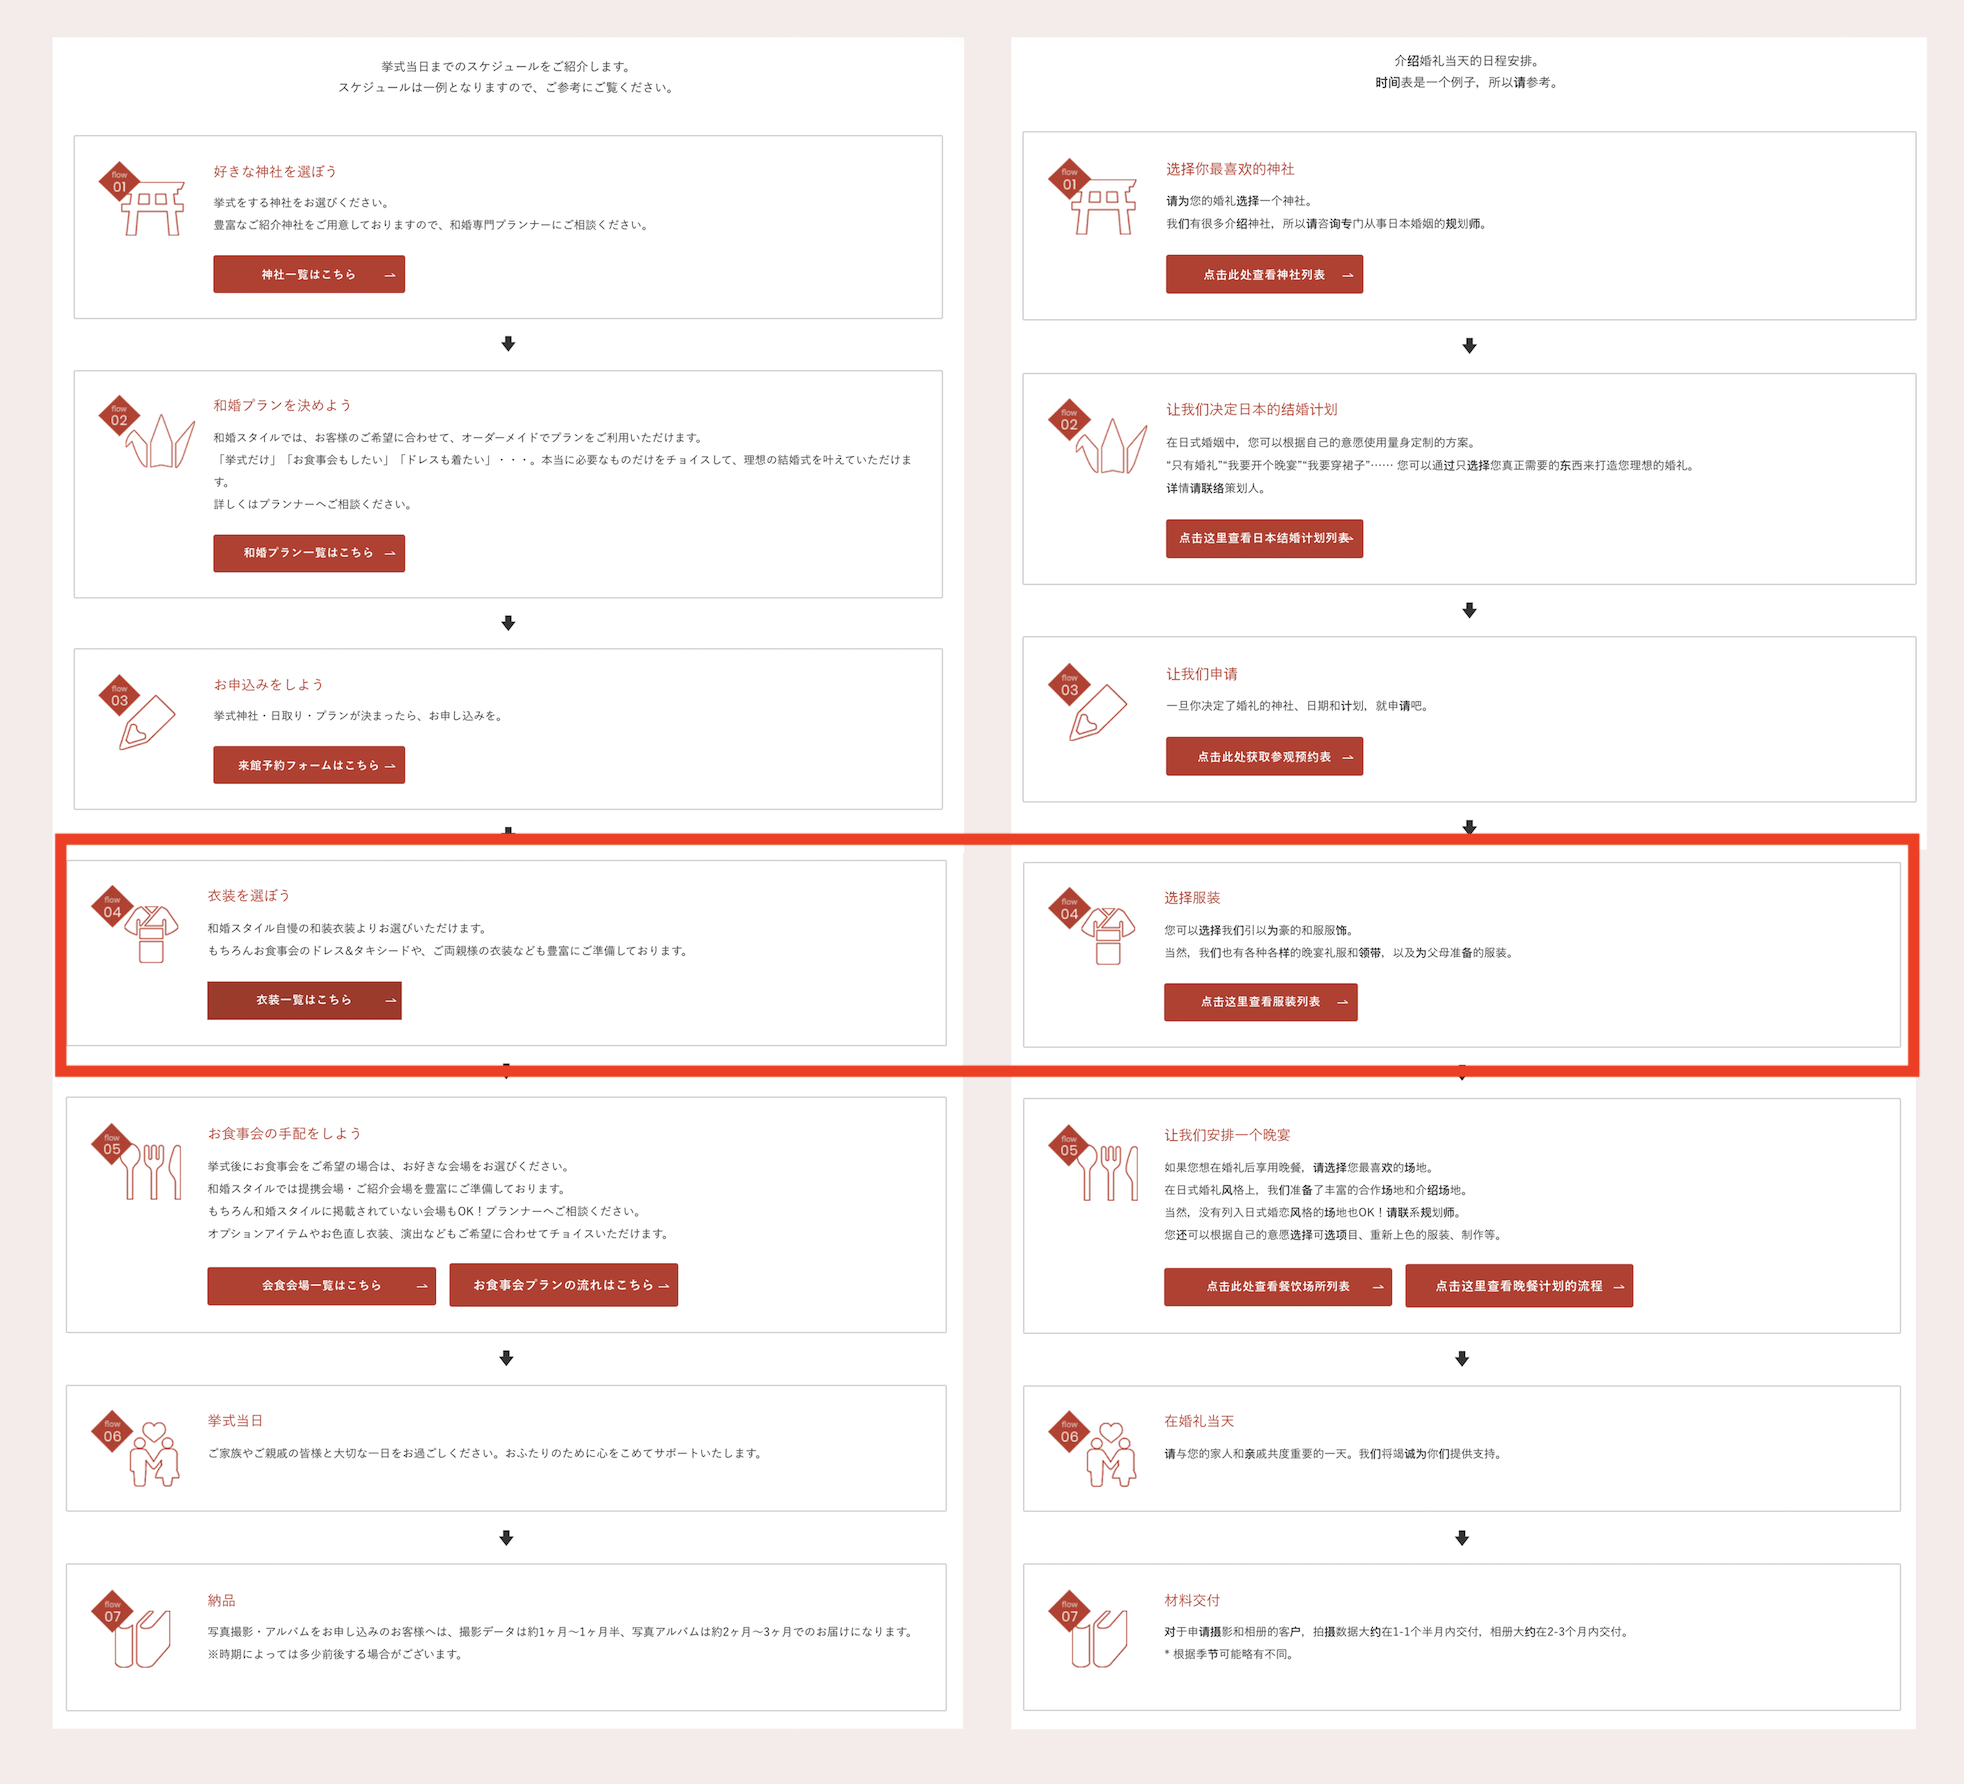 挙式当日までのスケジュールをご紹介します。
スケジュールは一例となりますので、ご参考にご覧ください。
flow
01
好きな神社を選ぼう
挙式をする神社をお選びください。
豊富なご紹介神社をご用意しておりますので、和婚専門プランナーにご相談ください。
神社一覧はこちら
flow
02
和婚プランを決めよう
和婚スタイルでは、お客様のご希望に合わせて、オーダーメイドでプランをご利用いただけます。
「挙式だけ」「お食事会もしたい」「ドレスも着たい」・・・。本当に必要なものだけをチョイスして、理想の結婚式を叶えていただけま
す。
詳しくはプランナーへご相談ください。
和婚プラン一覧はこちら
flow
03
お申込みをしよう
挙式神社・日取り・プランが決まったら、お申し込みを。
来館予約フォームはこちら
flow
04
衣装を選ぼう
和婚スタイル自慢の和装衣装よりお選びいただけます。
もちろんお食事会のドレス&タキシードや、ご両親様の衣装なども豊富にご準備しております。
衣装一覧はこちら
flow
05
お食事会の手配をしよう
挙式後にお食事会をご希望の場合は、お好きな会場をお選びください。
和婚スタイルでは提携会場・ご紹介会場を豊富にご準備しております。
もちろん和婚スタイルに掲載されていない会場もOK！プランナーへご相談ください。
オプションアイテムやお色直し衣装、演出などもご希望に合わせてチョイスいただけます。
会食会場一覧はこちら
お食事会プランの流れはこちら
flow
06
挙式当日
ご家族やご親戚の皆様と大切な一日をお過ごしください。おふたりのために心をこめてサポートいたします。
flow
07
納品
写真撮影・アルバムをお申し込みのお客様へは、撮影データは約1ヶ月〜1ヶ月半、写真アルバムは約2ヶ月〜3ヶ月でのお届けになります。
※時期によっては多少前後する場合がございます。
介绍婚礼当天的日程安排。
时间表是一个例子，所以请参考。
flow
01
选择你最喜欢的神社
请为您的婚礼选择一个神社。
我们有很多介绍神社，所以请咨询专门从事日本婚姻的规划师。
点击此处查看神社列表
flow
02
让我们决定日本的结婚计划
在日式婚姻中，您可以根据自己的意愿使用量身定制的方案。
“只有婚礼”“我要开个晚宴”“我要穿裙子”…… 您可以通过只选择您真正需要的东西来打造您理想的婚礼。
详情请联络策划人。
点击这里查看日本结婚计划列表
flow
03
让我们申请
一旦你决定了婚礼的神社、日期和计划，就申请吧。
点击此处获取参观预约表
flow
04
选择服装
您可以选择我们引以为豪的和服服饰。
当然，我们也有各种各样的晚宴礼服和领带，以及为父母准备的服装。
点击这里查看服装列表
flow
05
让我们安排一个晚宴
如果您想在婚礼后享用晚餐，请选择您最喜欢的场地。
在日式婚礼风格上，我们准备了丰富的合作场地和介绍场地。
当然，没有列入日式婚恋风格的场地也OK！请联系规划师。
您还可以根据自己的意愿选择可选项目、重新上色的服装、制作等。
点击此处查看餐饮场所列表
点击这里查看晚餐计划的流程
flow
06
在婚礼当天
请与您的家人和亲戚共度重要的一天。我们将竭诚为你们提供支持。
flow
07
材料交付
对于申请摄影和相册的客户，拍摄数据大约在1-1个半月内交付，相册大约在2-3个月内交付。
* 根据季节可能略有不同。